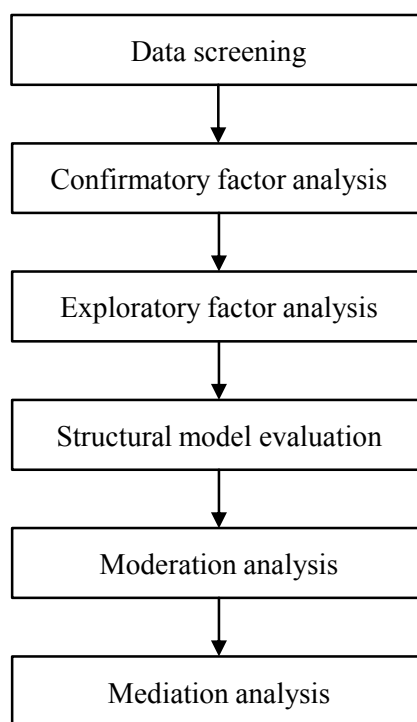 Data screening
Confirmatory factor analysis
Exploratory factor analysis
Structural model evaluation
Moderation analysis
Mediation analysis